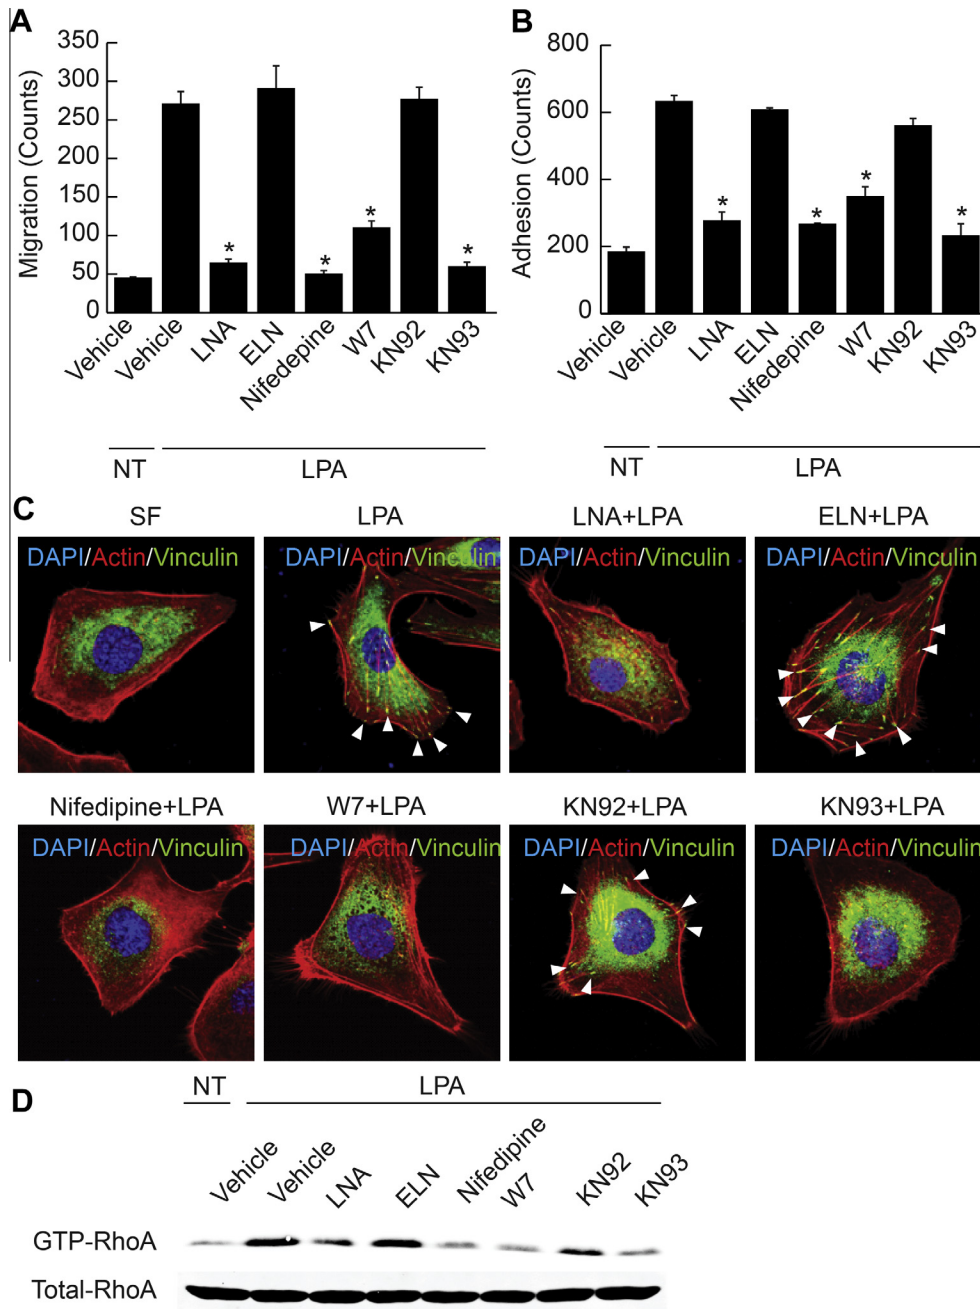 A
B
Migration (Counts)
350
300
250
200
150
100
50
0
*
*
*
*
Vehicle
Vehicle
LNA
ELN
Nifedepine
W7
KN92
KN93
NT
LPA
Adhesion (Counts)
800
600
400
200
0
*
*
*
*
Vehicle
Vehicle
LNA
ELN
Nifedepine
W7
KN92
KN93
NT
LPA
C
SF
LPA
LNA+LPA
ELN+LPA
DAPI/Actin/Vinculin
DAPI/Actin/Vinculin
DAPI/Actin/Vinculin
DAPI/Actin/Vinculin
Nifedipine+LPA
W7+LPA
KN92+LPA
KN93+LPA
DAPI/Actin/Vinculin
DAPI/Actin/Vinculin
DAPI/Actin/Vinculin
DAPI/Actin/Vinculin
D
NT
LPA
Vehicle
Vehicle
LNA
ELN
Nifedipine
W7
KN92
KN93
GTP-RhoA
Total-RhoA